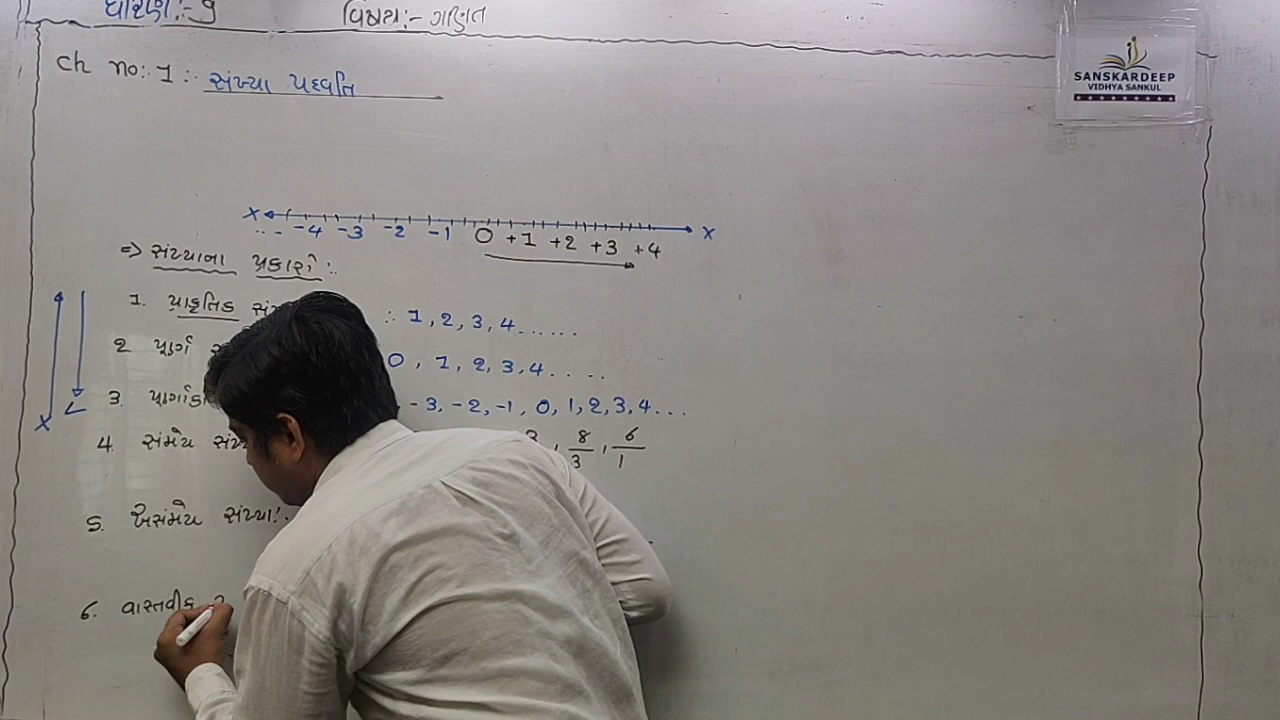 ધોરણ:- 9 વિષય:- ગણિત
SANSKARDEEP
VIDHYA SANKUL
ch no: 1 : સંખ્યા પદ્ધતિ
X X
... -4 -3 -2 -1 0 +1 +2 +3 +4
=> સંખ્યાના પ્રકારો :.
1. પ્રાકૃતિક : 1, 2, 3, 4......
2 પૂર્ણ 0, 1, 2, 3, 4....
3. -3, -2, -1, 0, 1, 2, 3, 4...
X
4. સંમેય , 8/3 , 6/1
5. અસંમેય સંખ્યા:.
6. વાસ્તવીક